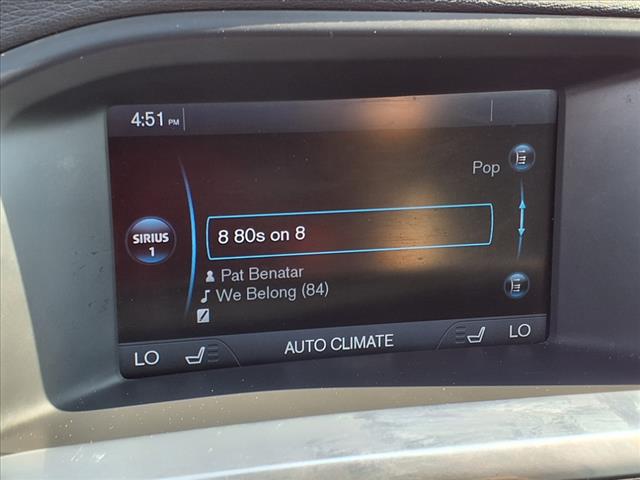 4:51 PM
Pop
SIRIUS
1
8 80s on 8
Pat Benatar
We Belong (84)
LO
AUTO CLIMATE
LO